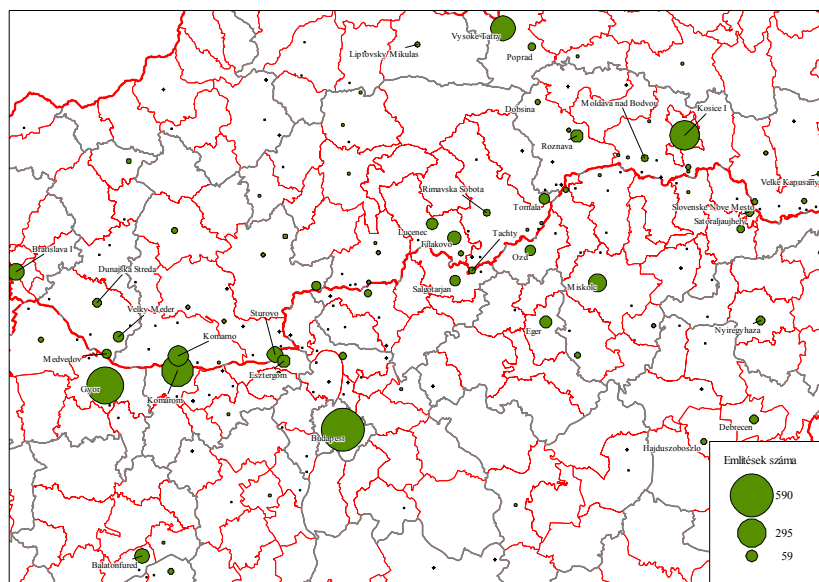 Vysoke Tatry
Liptovsky Mikulas
Poprad
Dobsina
Moldava nad Bodvou
Kosice I
Roznava
Rimavska Sobota
Velke Kapusany
Tornala
Slovenske Nove Mesto
Satoraljaujhely
Lucenec
Filakovo
Tachty
Ozd
Bratislava I
Dunajska Streda
Salgotarjan
Miskolc
Velky Meder
Sturovo
Komarno
Eger
Nyiregyhaza
Medvedov
Esztergom
Gyor
Komarom
Budapest
Debrecen
Hajduszoboszlo
Említések száma
590
295
59
Balatonfured